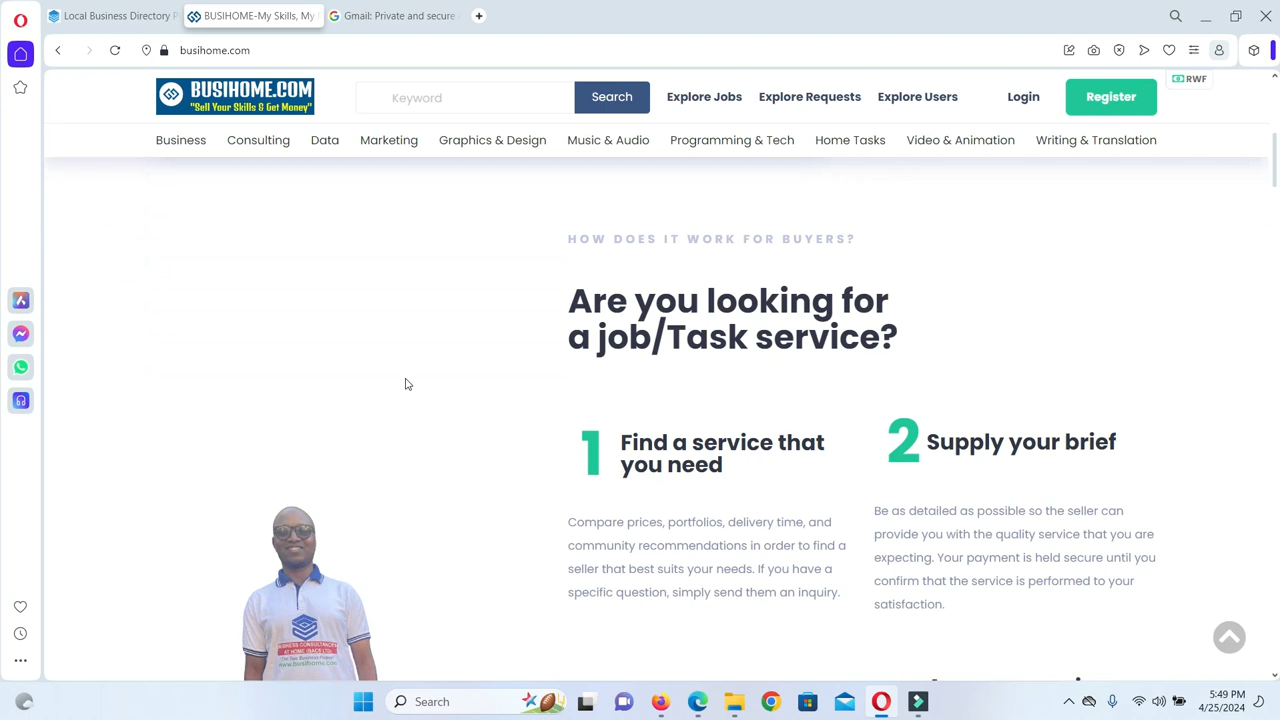 Local Business Directory P
BUSIHOME-My Skills, My
Gmail: Private and secure
busihome.com
BUSIHOME.COM
"Sell Your Skills & Get Money"
Keyword
Search
Explore Jobs
Explore Requests
Explore Users
Login
Register
RWF
Business
Consulting
Data
Marketing
Graphics & Design
Music & Audio
Programming & Tech
Home Tasks
Video & Animation
Writing & Translation
HOW DOES IT WORK FOR BUYERS?
Are you looking for
a job/Task service?
1
Find a service that
you need
Compare prices, portfolios, delivery time, and
community recommendations in order to find a
seller that best suits your needs. If you have a
specific question, simply send them an inquiry.
2
Supply your brief
Be as detailed as possible so the seller can
provide you with the quality service that you are
expecting. Your payment is held secure until you
confirm that the service is performed to your
satisfaction.
BUSINESS CONSULTANCIES
www.busihome.com
Search
5:49 PM
4/25/2024